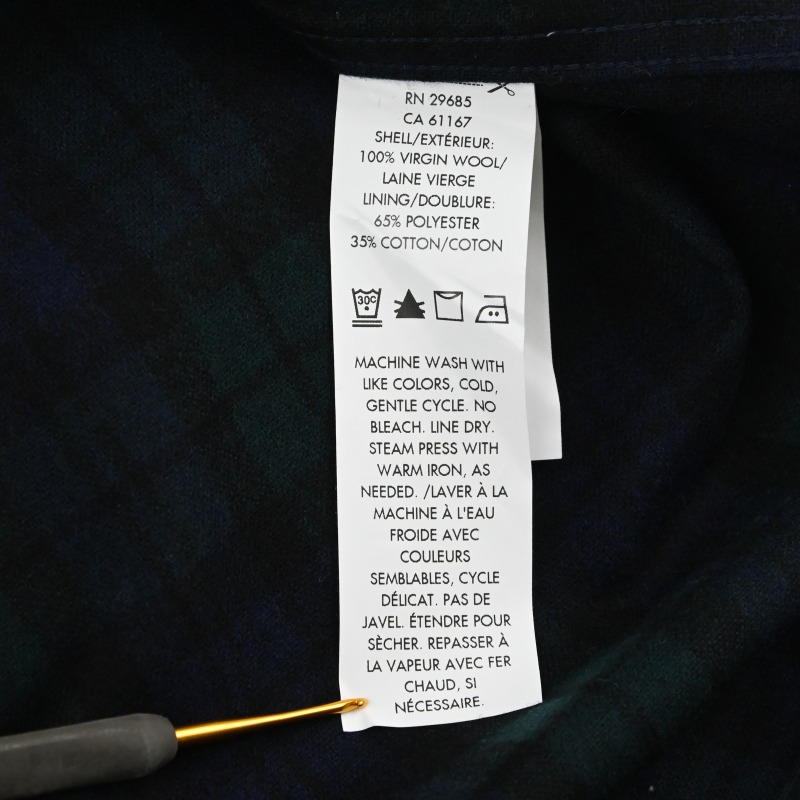 RN 29685
CA 61167
SHELL/EXTÉRIEUR:
100% VIRGIN WOOL/
LAINE VIERGE
LINING/DOUBLURE:
65% POLYESTER
35% COTTON/COTON
30C
MACHINE WASH WITH
LIKE COLORS, COLD,
GENTLE CYCLE. NO
BLEACH. LINE DRY.
STEAM PRESS WITH
WARM IRON, AS
NEEDED. /LAVER À LA
MACHINE À L'EAU
FROIDE AVEC
COULEURS
SEMBLABLES, CYCLE
DÉLICAT. PAS DE
JAVEL. ÉTENDRE POUR
SÈCHER. REPASSER À
LA VAPEUR AVEC FER
CHAUD, SI
NÉCESSAIRE.